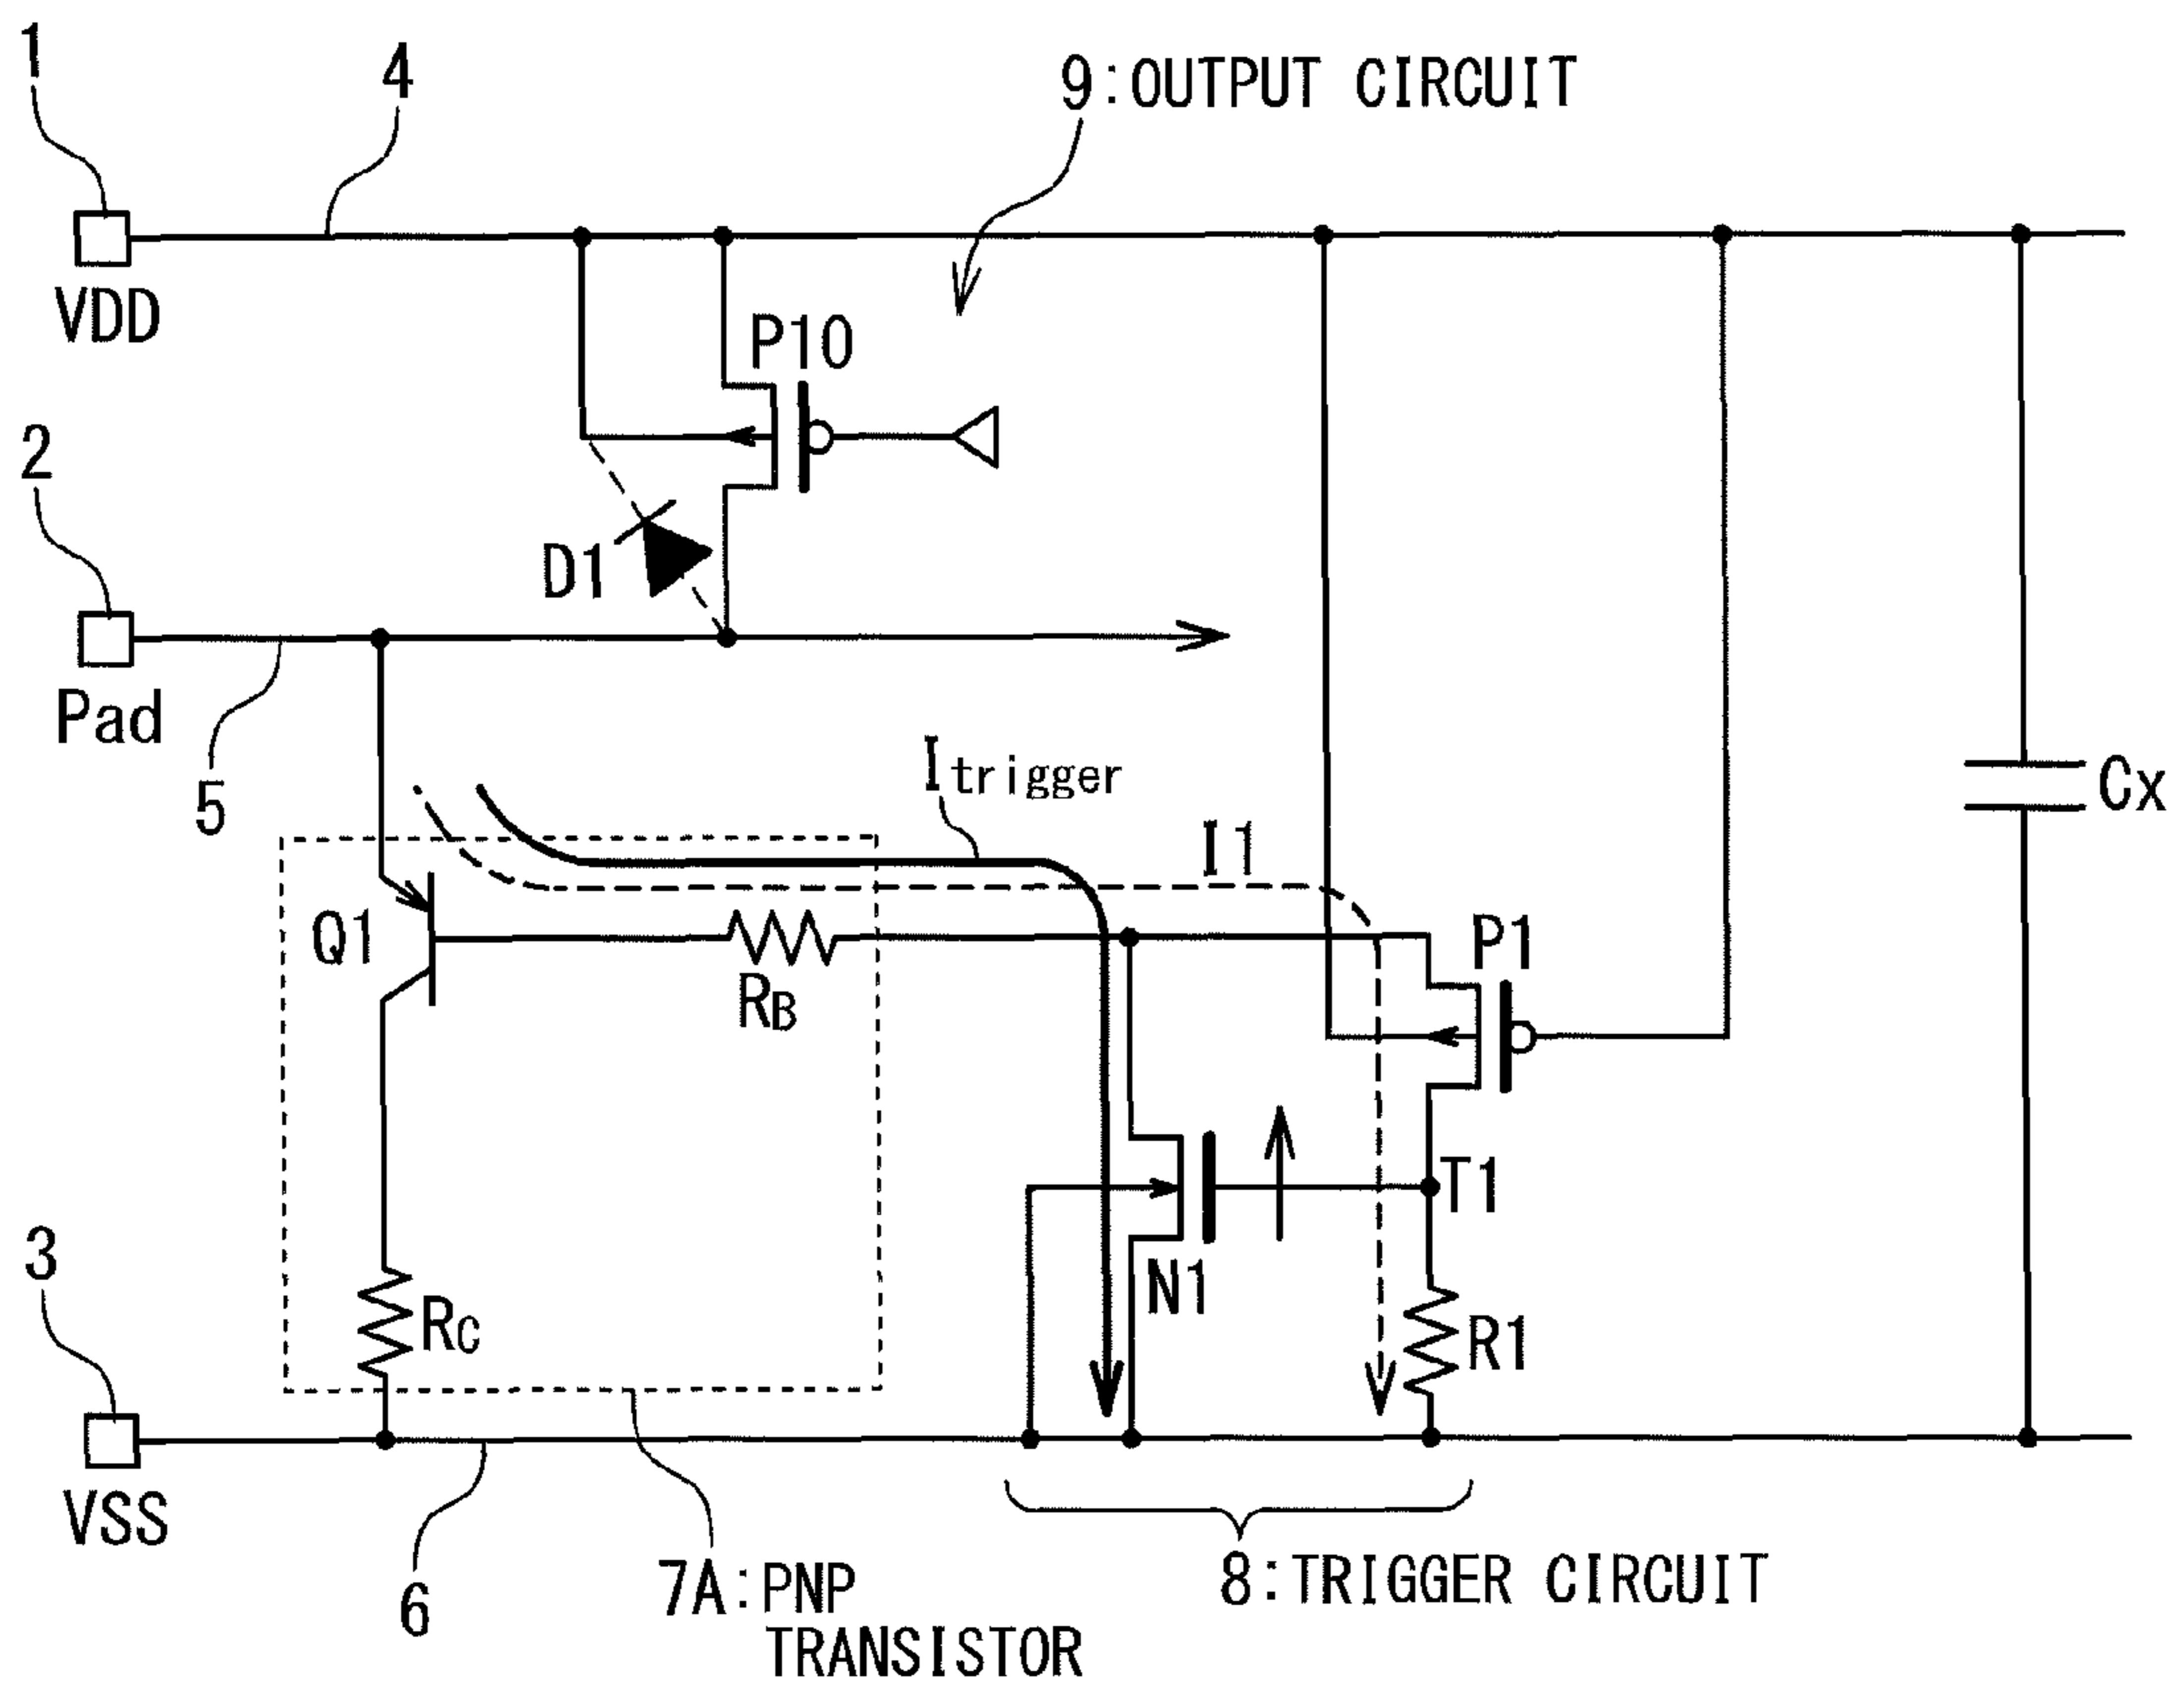 1
4
9:OUTPUT CIRCUIT
VDD
P10
2
D1
Pad
5
Itrigger
I1
CX
Q1
RB
P1
T1
N1
3
RC
R1
VSS
6
7A:PNP
TRANSISTOR
8:TRIGGER CIRCUIT